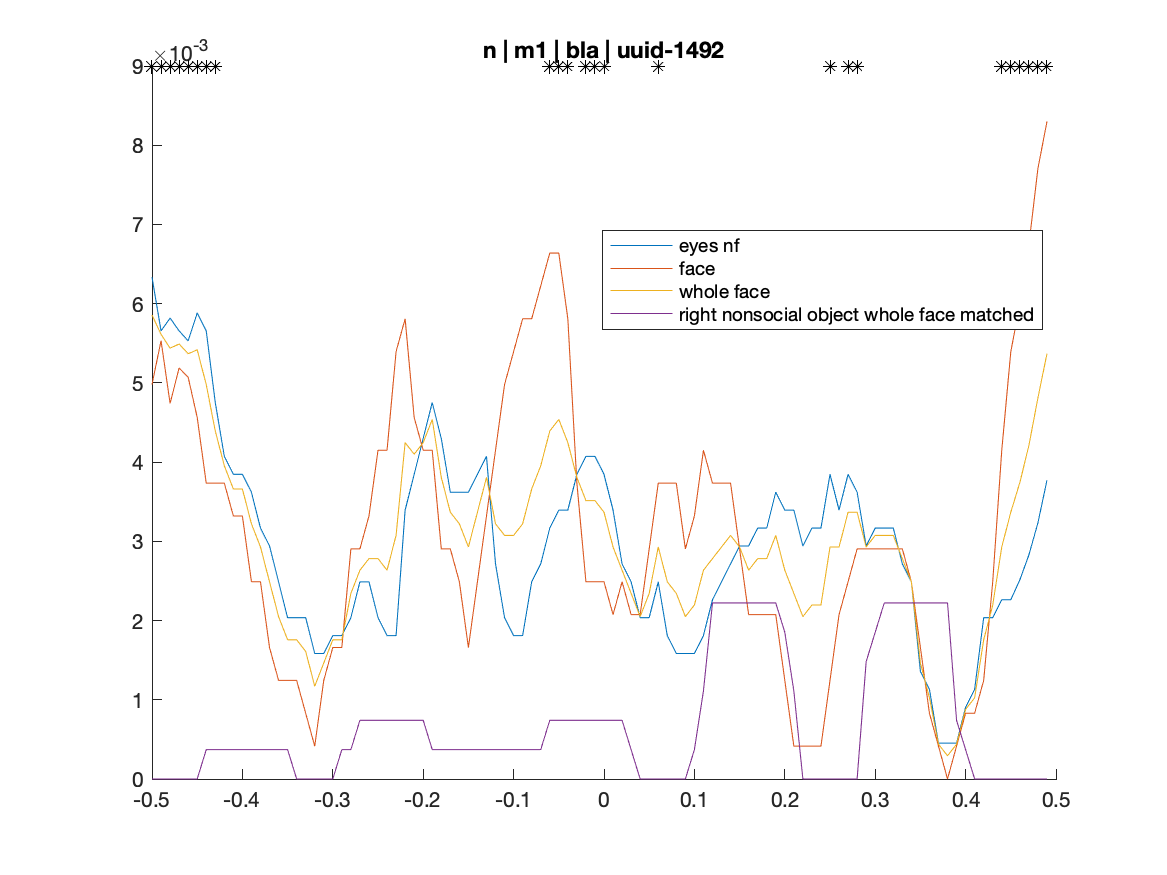 ×10-3
n | m1 | bla | uuid-1492
9
8
7
6
5
4
3
2
1
0
eyes nf
face
whole face
right nonsocial object whole face matched
-0.5 -0.4 -0.3 -0.2 -0.1 0 0.1 0.2 0.3 0.4 0.5